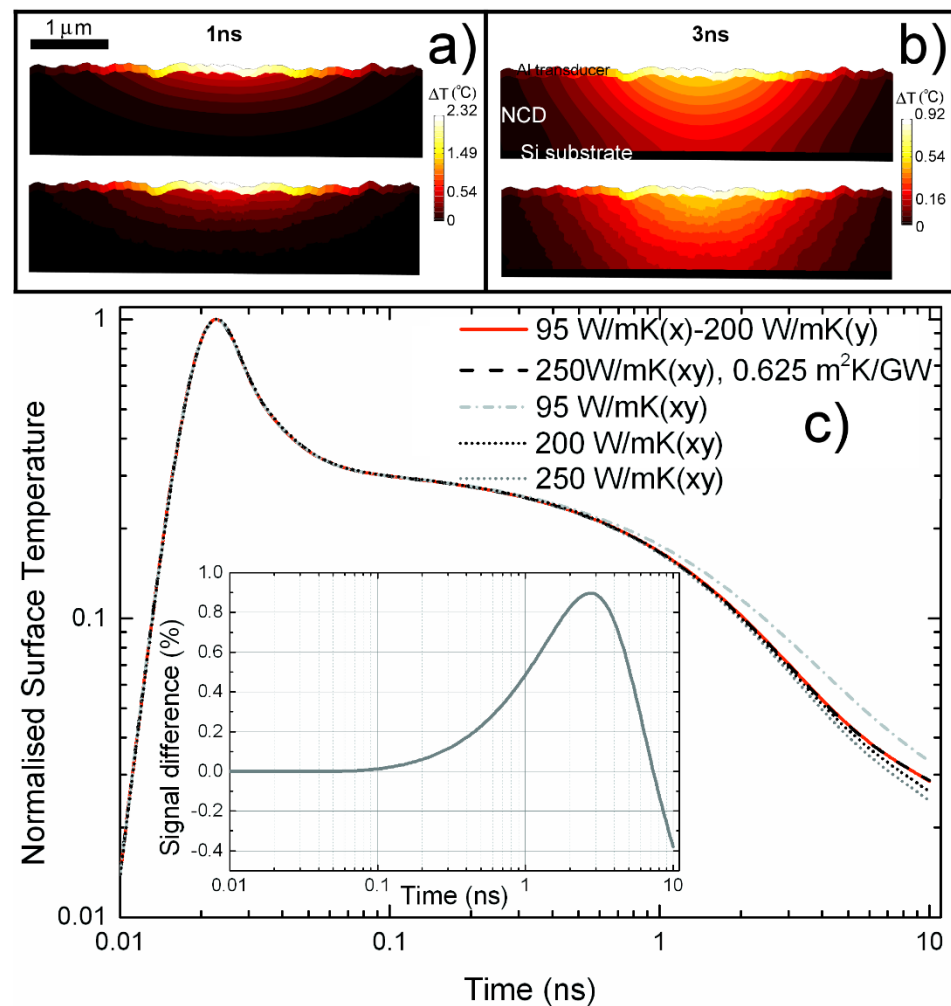 1 μm
1ns
a)
ΔT (°C)
2.32
1.49
0.54
0
3ns
b)
Al transducer
NCD
Si substrate
ΔT (°C)
0.92
0.54
0.16
0
95 W/mK(x)-200 W/mK(y)
250W/mK(xy), 0.625 m²K/GW
95 W/mK(xy)
200 W/mK(xy)
250 W/mK(xy)
c)
Normalised Surface Temperature
1
0.1
0.01
0.01
0.1
1
10
Time (ns)
Signal difference (%)
1.0
0.8
0.6
0.4
0.2
0.0
-0.2
-0.4
0.01
0.1
1
10
Time (ns)